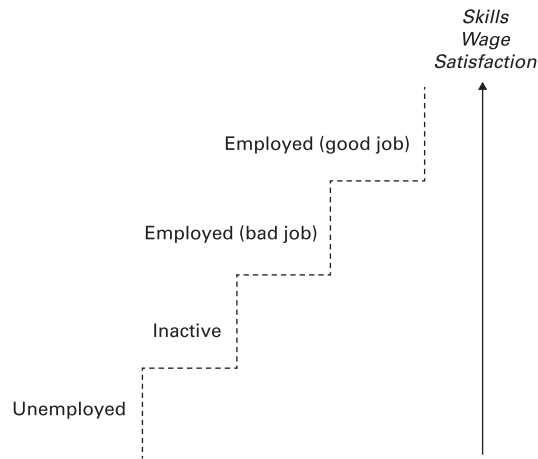 Skills
Wage
Satisfaction
Employed (good job)
Employed (bad job)
Inactive
Unemployed